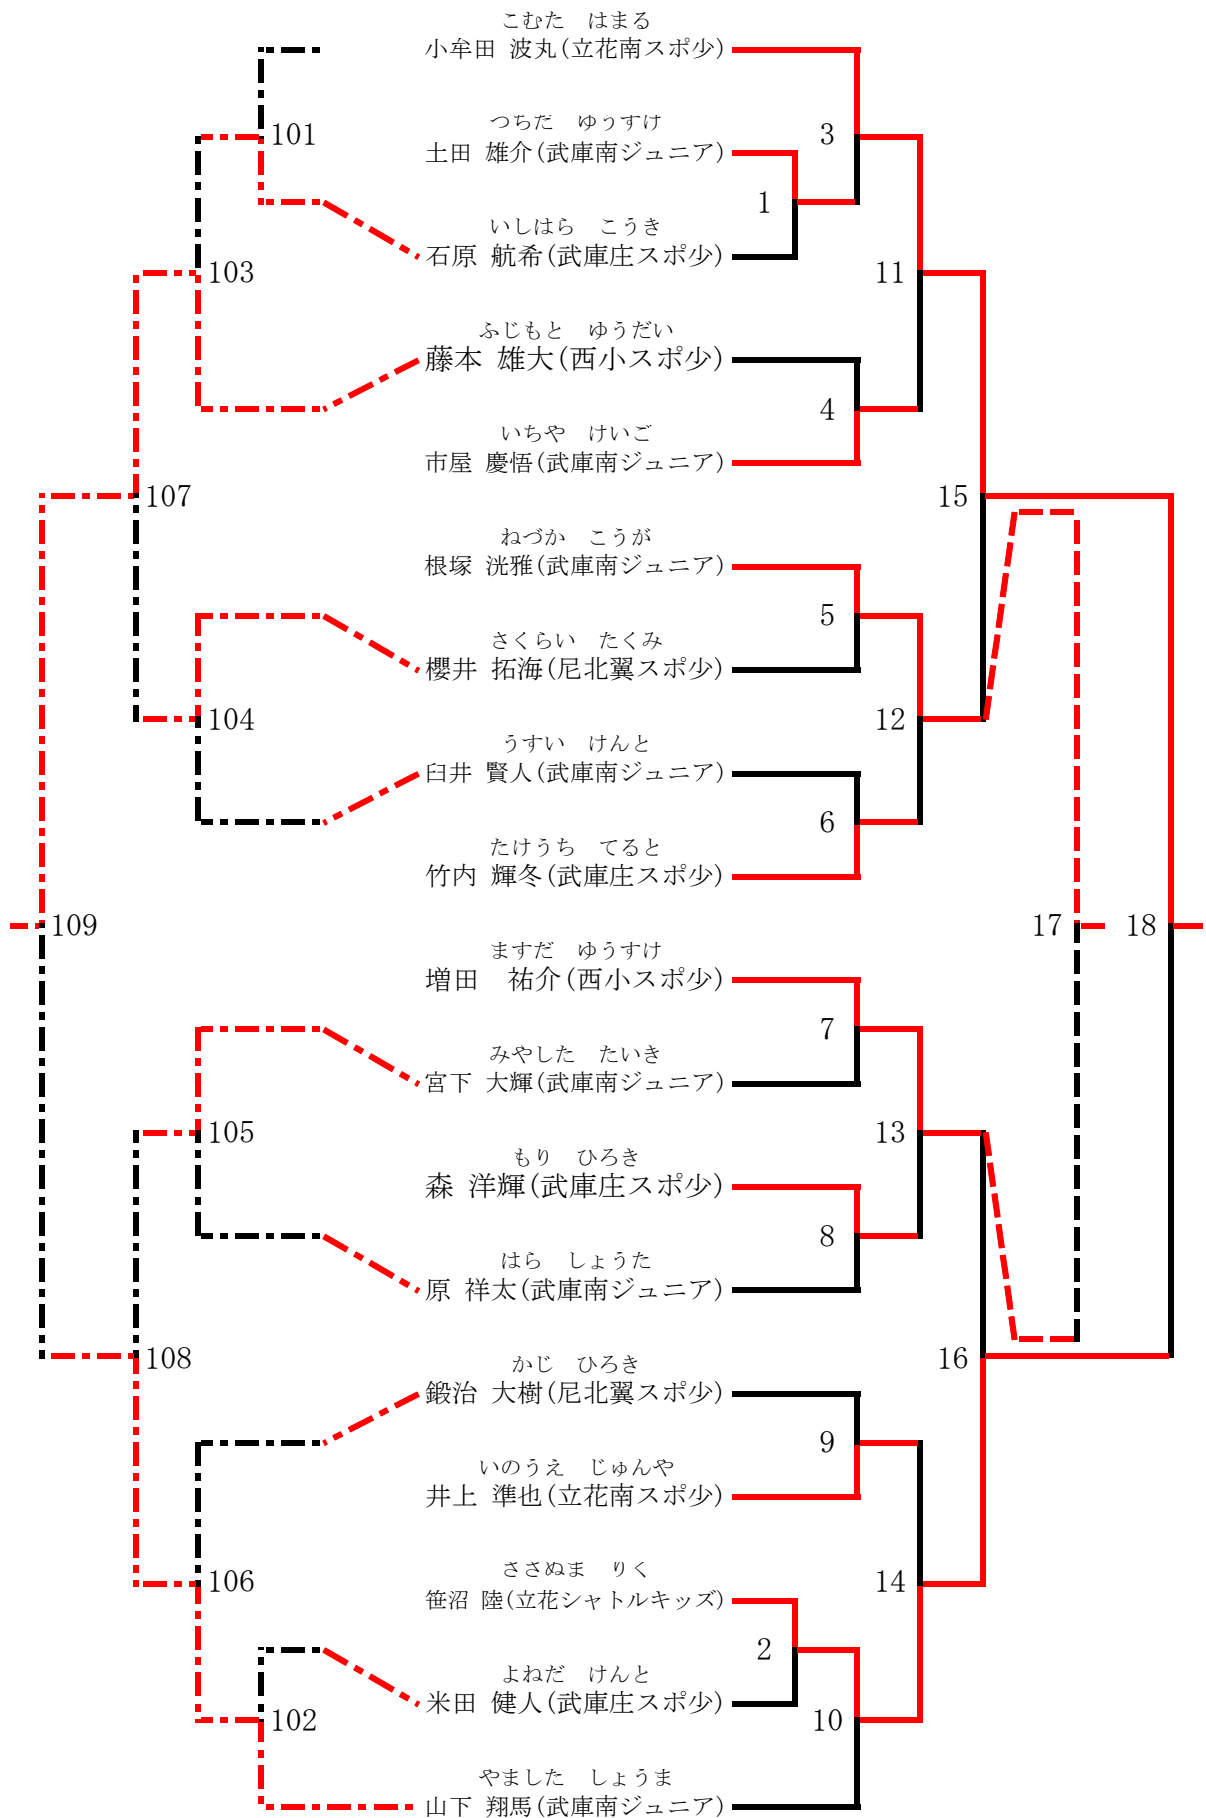 こむた　はまる
小牟田 波丸(立花南スポ少)
つちだ　ゆうすけ
101
3
土田 雄介(武庫南ジュニア)
1
いしはら　こうき
石原 航希(武庫庄スポ少)
103
11
ふじもと　ゆうだい
藤本 雄大(西小スポ少)
4
いちや　けいご
市屋 慶悟(武庫南ジュニア)
107
15
ねづか　こうが
根塚 洸雅(武庫南ジュニア)
5
さくらい　たくみ
櫻井 拓海(尼北翼スポ少)
104
12
うすい　けんと
臼井 賢人(武庫南ジュニア)
6
たけうち　てると
竹内 輝冬(武庫庄スポ少)
109
17
18
ますだ　ゆうすけ
増田　祐介(西小スポ少)
7
みやした　たいき
宮下 大輝(武庫南ジュニア)
105
13
もり　ひろき
森 洋輝(武庫庄スポ少)
8
はら　しょうた
原 祥太(武庫南ジュニア)
108
16
かじ　ひろき
鍛治 大樹(尼北翼スポ少)
9
いのうえ　じゅんや
井上 準也(立花南スポ少)
ささぬま　りく
106
14
笹沼 陸(立花シャトルキッズ)
2
よねだ　けんと
米田 健人(武庫庄スポ少)
102
10
やました　しょうま
山下 翔馬(武庫南ジュニア)